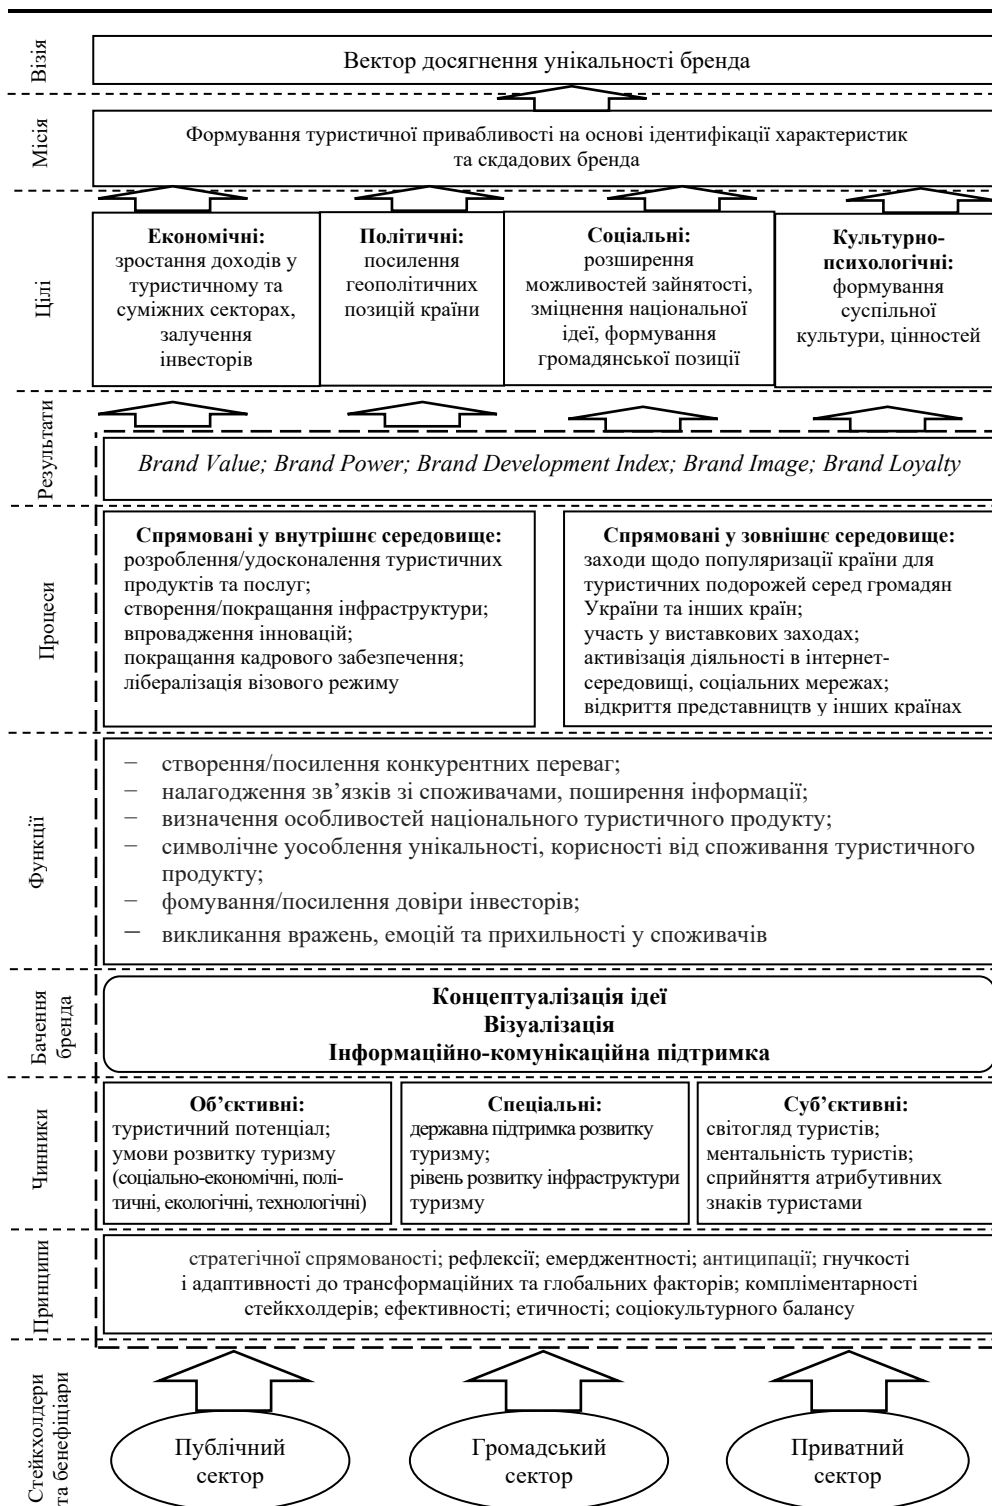 Візія
Вектор досягнення унікальності бренда
Місія
Формування туристичної привабливості на основі ідентифікації характеристик
та скдадових бренда
Цілі
Економічні:
зростання доходів у
туристичному та
суміжних секторах,
залучення
інвесторів
Політичні:
посилення
геополітичних
позицій країни
Соціальні:
розширення
можливостей зайнятості,
зміцнення національної
ідеї, формування
громадянської позиції
Культурно-
психологічні:
формування
суспільної
культури, цінностей
Результати
Brand Value; Brand Power; Brand Development Index; Brand Image; Brand Loyalty
Процеси
Спрямовані у внутрішнє середовище:
розроблення/удосконалення туристичних
продуктів та послуг;
створення/покращання інфраструктури;
впровадження інновацій;
покращання кадрового забезпечення;
лібералізація візового режиму
Спрямовані у зовнішнє середовище:
заходи щодо популяризації країни для
туристичних подорожей серед громадян
України та інших країн;
участь у виставкових заходах;
активізація діяльності в інтернет-
середовищі, соціальних мережах;
відкриття представництв у інших країнах
Функції
– створення/посилення конкурентних переваг;
– налагодження зв’язків зі споживачами, поширення інформації;
– визначення особливостей національного туристичного продукту;
– символічне уособлення унікальності, корисності від споживання туристичного
продукту;
– фомування/посилення довіри інвесторів;
– викликання вражень, емоцій та прихильності у споживачів
Бачення
бренда
Концептуалізація ідеї
Візуалізація
Інформаційно-комунікаційна підтримка
Чинники
Об’єктивні:
туристичний потенціал;
умови розвитку туризму
(соціально-економічні, полі-
тичні, екологічні, технологічні)
Спеціальні:
державна підтримка розвитку
туризму;
рівень розвитку інфраструктури
туризму
Суб’єктивні:
світогляд туристів;
ментальність туристів;
сприйняття атрибутивних
знаків туристами
Принципи
стратегічної спрямованості; рефлексії; емерджентності; антиципації; гнучкості
і адаптивності до трансформаційних та глобальних факторів; компліментарності
стейкхолдерів; ефективності; етичності; соціокультурного балансу
Стейкхолдери
та бенефіціари
Публічний
сектор
Громадський
сектор
Приватний
сектор